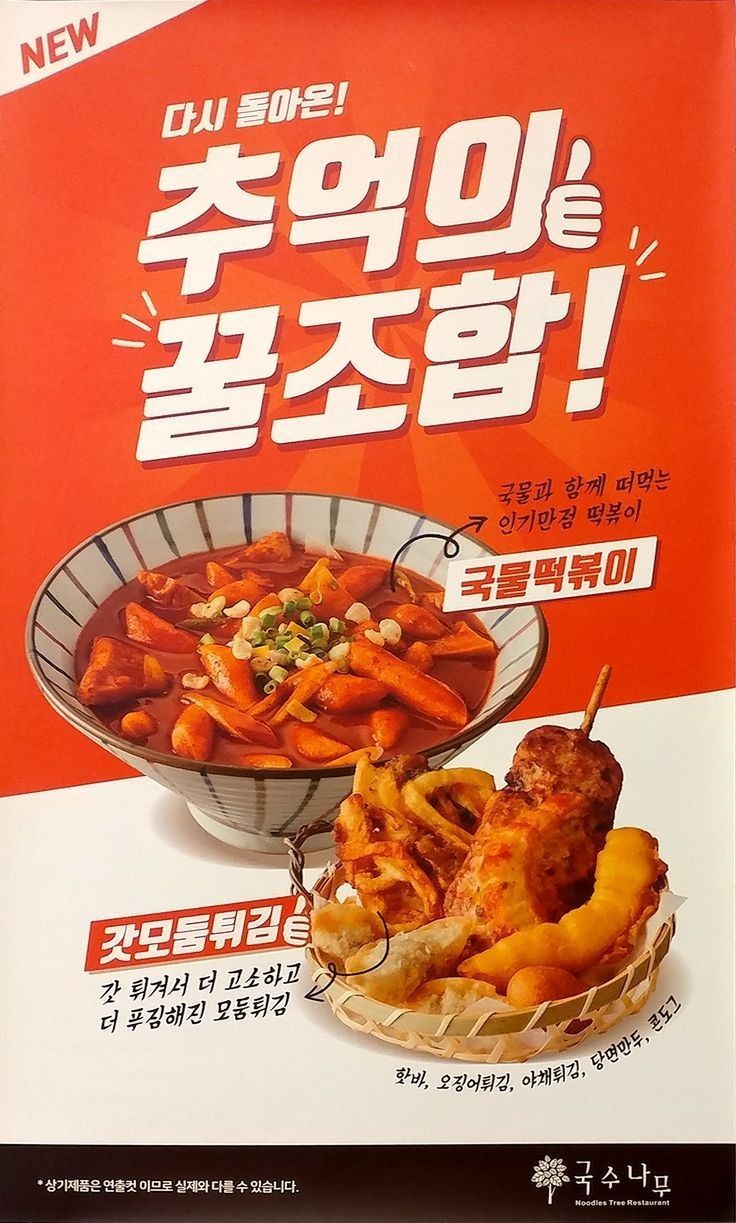 NEW
다시 돌아온!
추억의
꿀조합!
국물과 함께 떠먹는
인기만점 떡볶이
국물떡볶이
갓모둠튀김
갓 튀겨서 더 고소하고
더 푸짐해진 모둠튀김
핫바, 오징어튀김, 야채튀김, 당면만두, 콘도그
*상기제품은 연출컷 이므로 실제와 다를 수 있습니다.
국수나무
Noodles Tree Restaurant